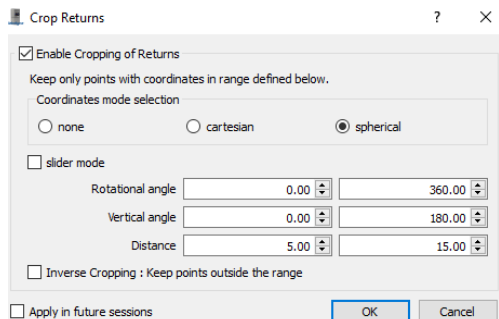 Crop Returns ? X
Enable Cropping of Returns
Keep only points with coordinates in range defined below.
Coordinates mode selection
none cartesian spherical
slider mode
Rotational angle 0.00 360.00
Vertical angle 0.00 180.00
Distance 5.00 15.00
Inverse Cropping : Keep points outside the range
Apply in future sessions OK Cancel